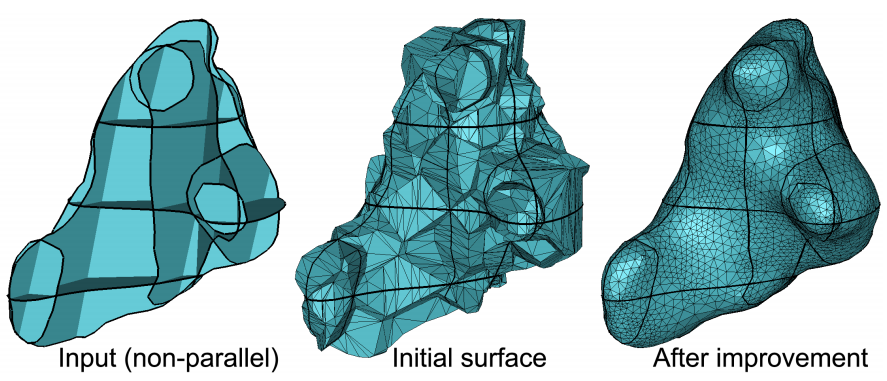 Input (non-parallel)
Initial surface
After improvement